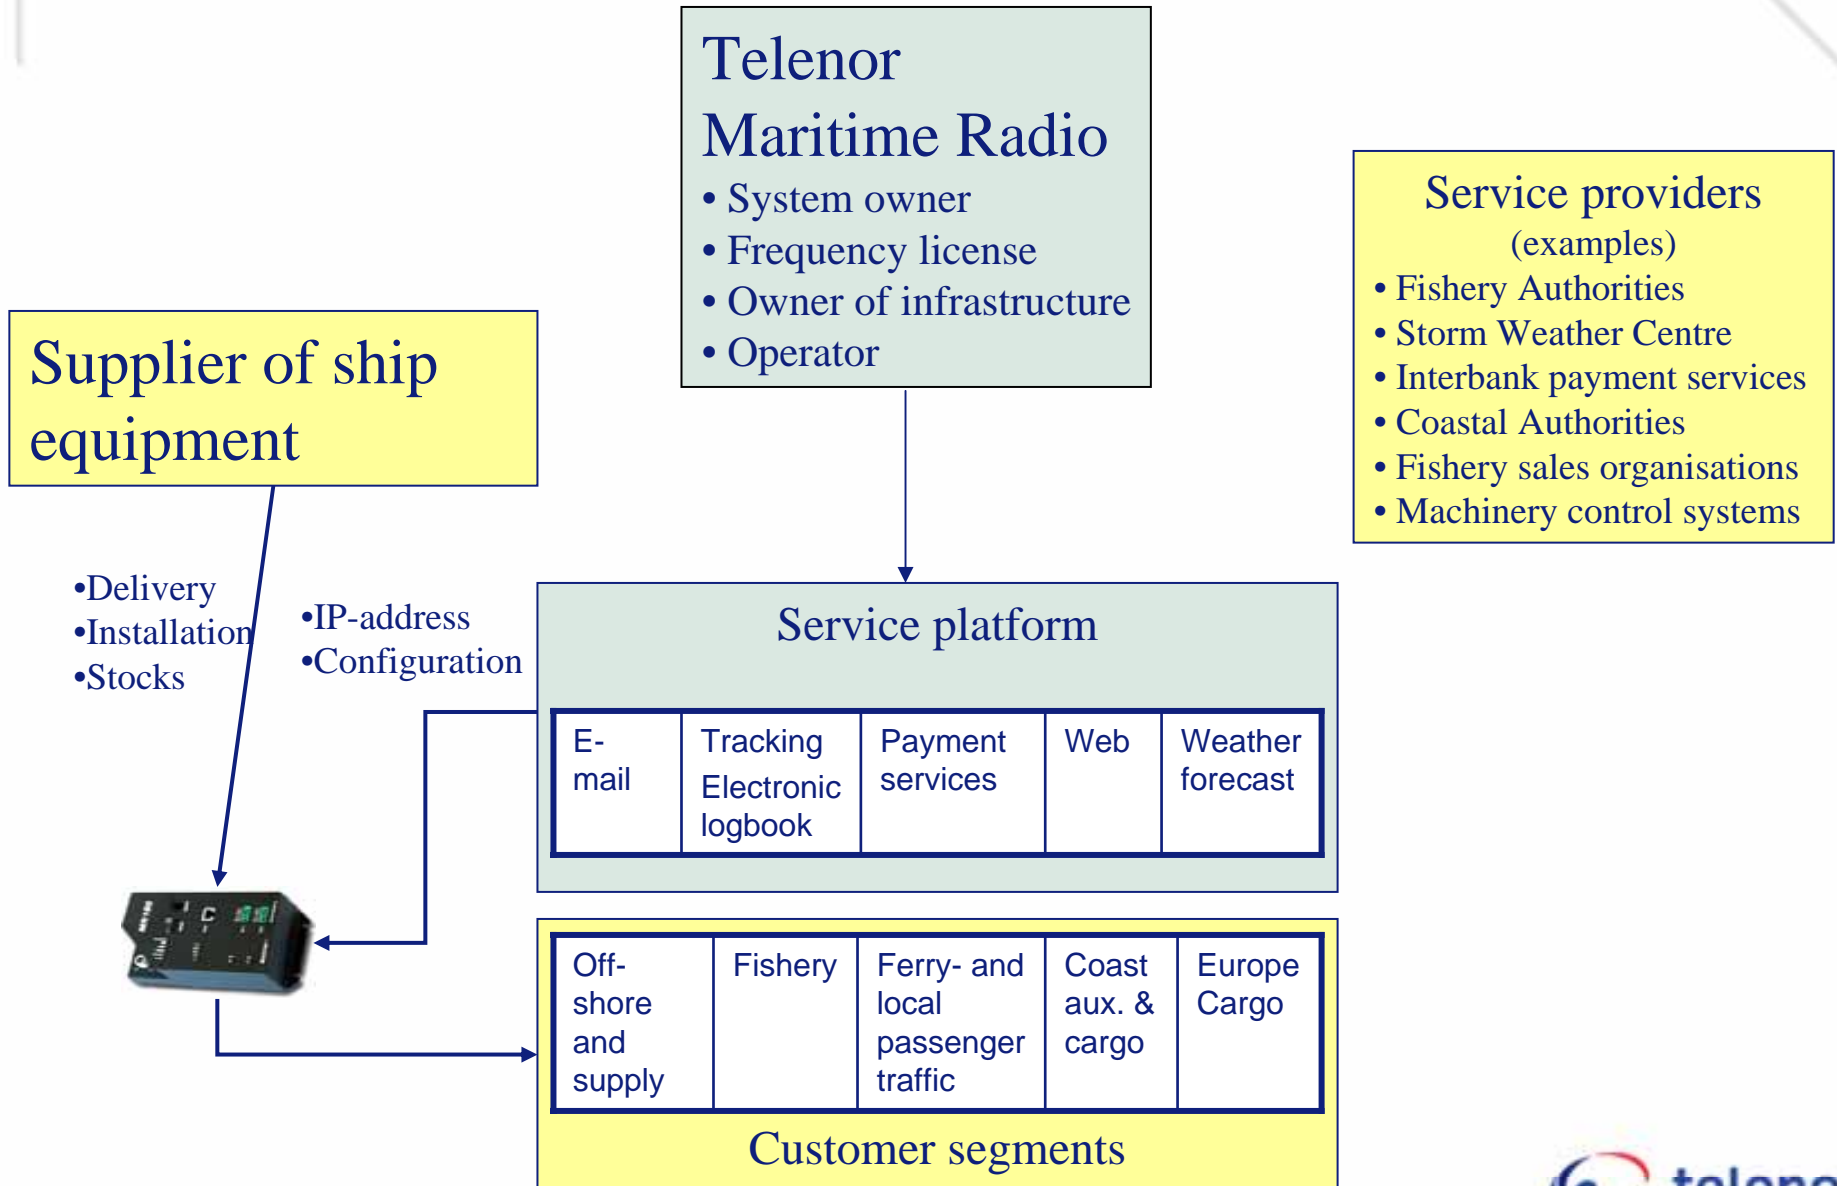 Telenor
Maritime Radio
• System owner
• Frequency license
• Owner of infrastructure
• Operator
Service providers
(examples)
• Fishery Authorities
• Storm Weather Centre
• Interbank payment services
• Coastal Authorities
• Fishery sales organisations
• Machinery control systems
Supplier of ship
equipment
•Delivery
•Installation
•Stocks
•IP-address
•Configuration
Service platform
E-
mail
Tracking
Electronic
logbook
Payment
services
Web
Weather
forecast
Off-
shore
and
supply
Fishery
Ferry- and
local
passenger
traffic
Coast
aux. &
cargo
Europe
Cargo
Customer segments